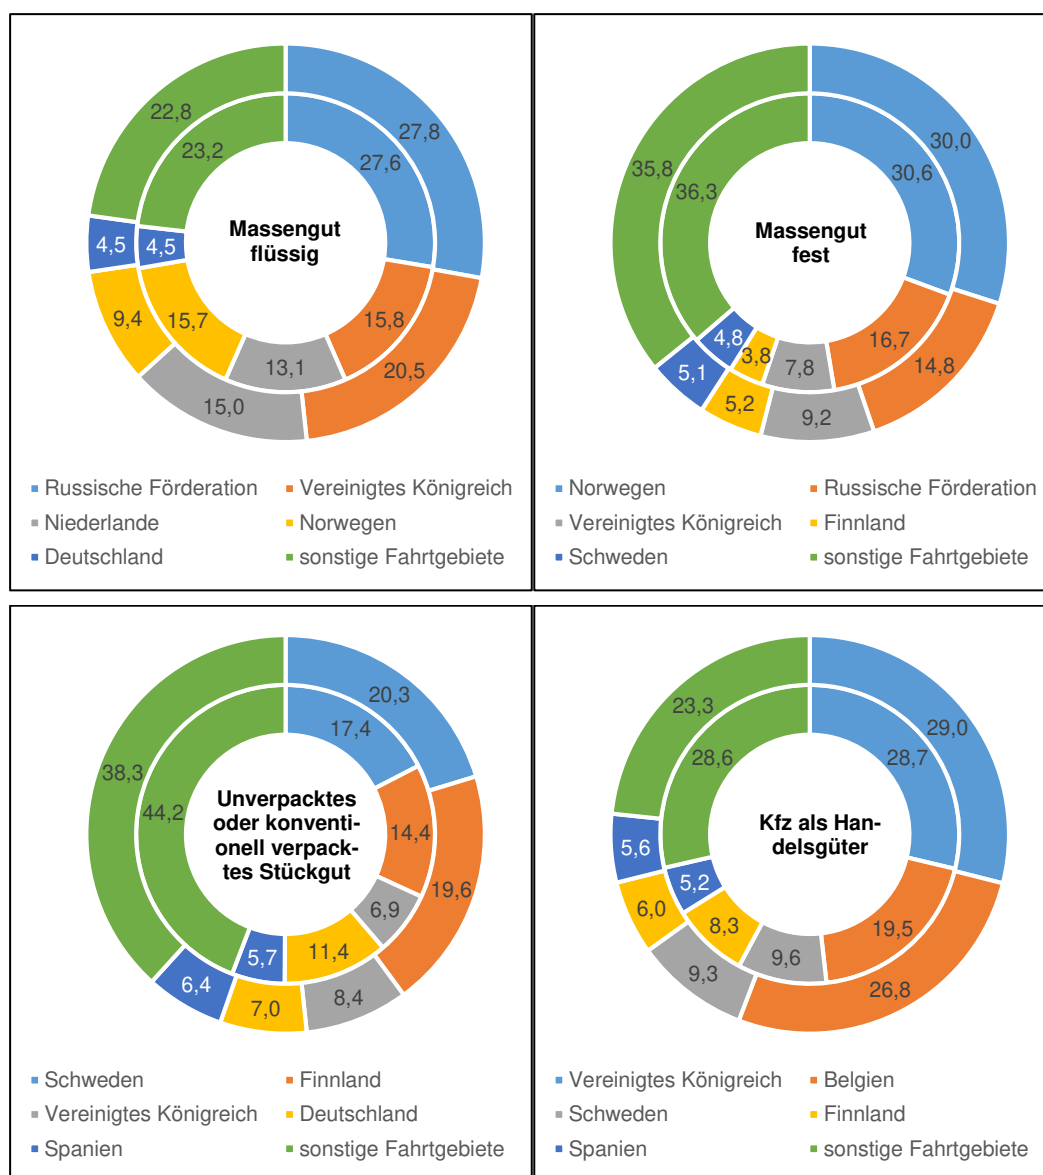 22,8
27,8
23,2
27,6
Massengut
flüssig
4,5
4,5
9,4
15,7
15,8
13,1
20,5
15,0
Russische Förderation
Vereinigtes Königreich
Niederlande
Norwegen
Deutschland
sonstige Fahrtgebiete
30,0
35,8
30,6
36,3
Massengut
fest
4,8
16,7
3,8
7,8
14,8
5,1
5,2
9,2
Norwegen
Russische Förderation
Vereinigtes Königreich
Finnland
Schweden
sonstige Fahrtgebiete
20,3
17,4
38,3
44,2
Unverpacktes
oder konventi-
onell verpack-
tes Stückgut
14,4
19,6
6,9
5,7
11,4
6,4
7,0
8,4
Schweden
Finnland
Vereinigtes Königreich
Deutschland
Spanien
sonstige Fahrtgebiete
23,3
29,0
28,6
28,7
Kfz als Han-
delsgüter
5,6
5,2
6,0
8,3
19,5
9,6
9,3
26,8
Vereinigtes Königreich
Belgien
Schweden
Finnland
Spanien
sonstige Fahrtgebiete